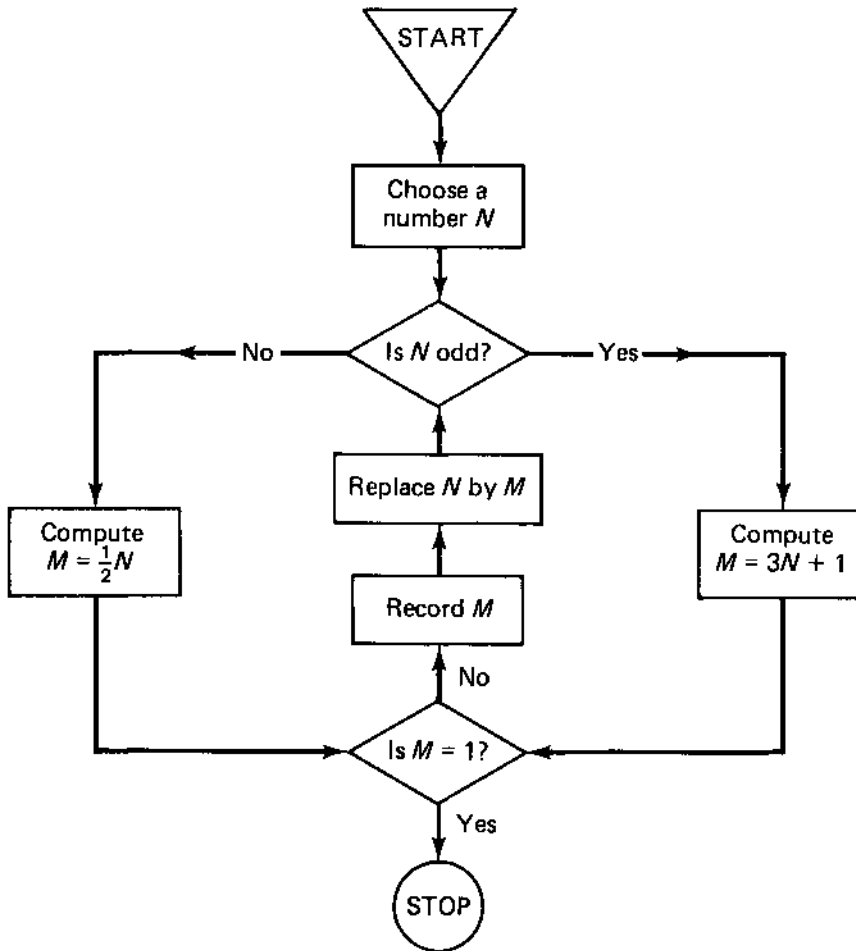 START
Choose a
number N
Is N odd?
No
Yes
Replace N by M
Compute
M = 1/2 N
Compute
M = 3N + 1
Record M
No
Is M = 1?
Yes
STOP